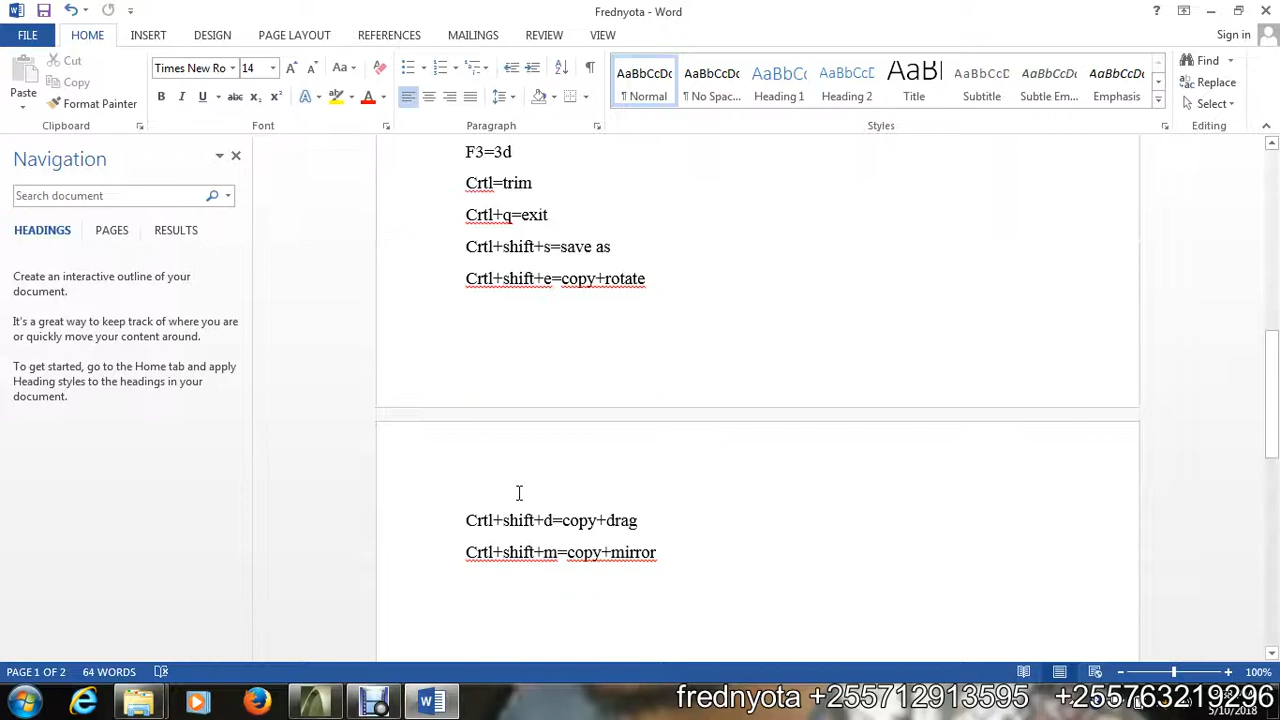 Frednyota - Word
Sign in
FILE HOME INSERT DESIGN PAGE LAYOUT REFERENCES MAILINGS REVIEW VIEW
Paste
Cut
Copy
Format Painter
Clipboard
Times New Ro 14
Font
Paragraph
AaBbCcDc AaBbCcDc AaBbC AaBbCcD AaBl AaBbCcD AaBbCcDc AaBbCcDc
¶ Normal ¶ No Spac... Heading 1 Heading 2 Title Subtitle Subtle Em... Emphasis
Styles
Find
Replace
Select
Editing
Navigation
Search document
HEADINGS PAGES RESULTS
Create an interactive outline of your
document.
It's a great way to keep track of where you are
or quickly move your content around.
To get started, go to the Home tab and apply
Heading styles to the headings in your
document.
F3=3d
Crtl=trim
Crtl+q=exit
Crtl+shift+s=save as
Crtl+shift+e=copy+rotate
Crtl+shift+d=copy+drag
Crtl+shift+m=copy+mirror
PAGE 1 OF 2 64 WORDS
100%
frednyota +255712913595 +255763219296
5/10/2018